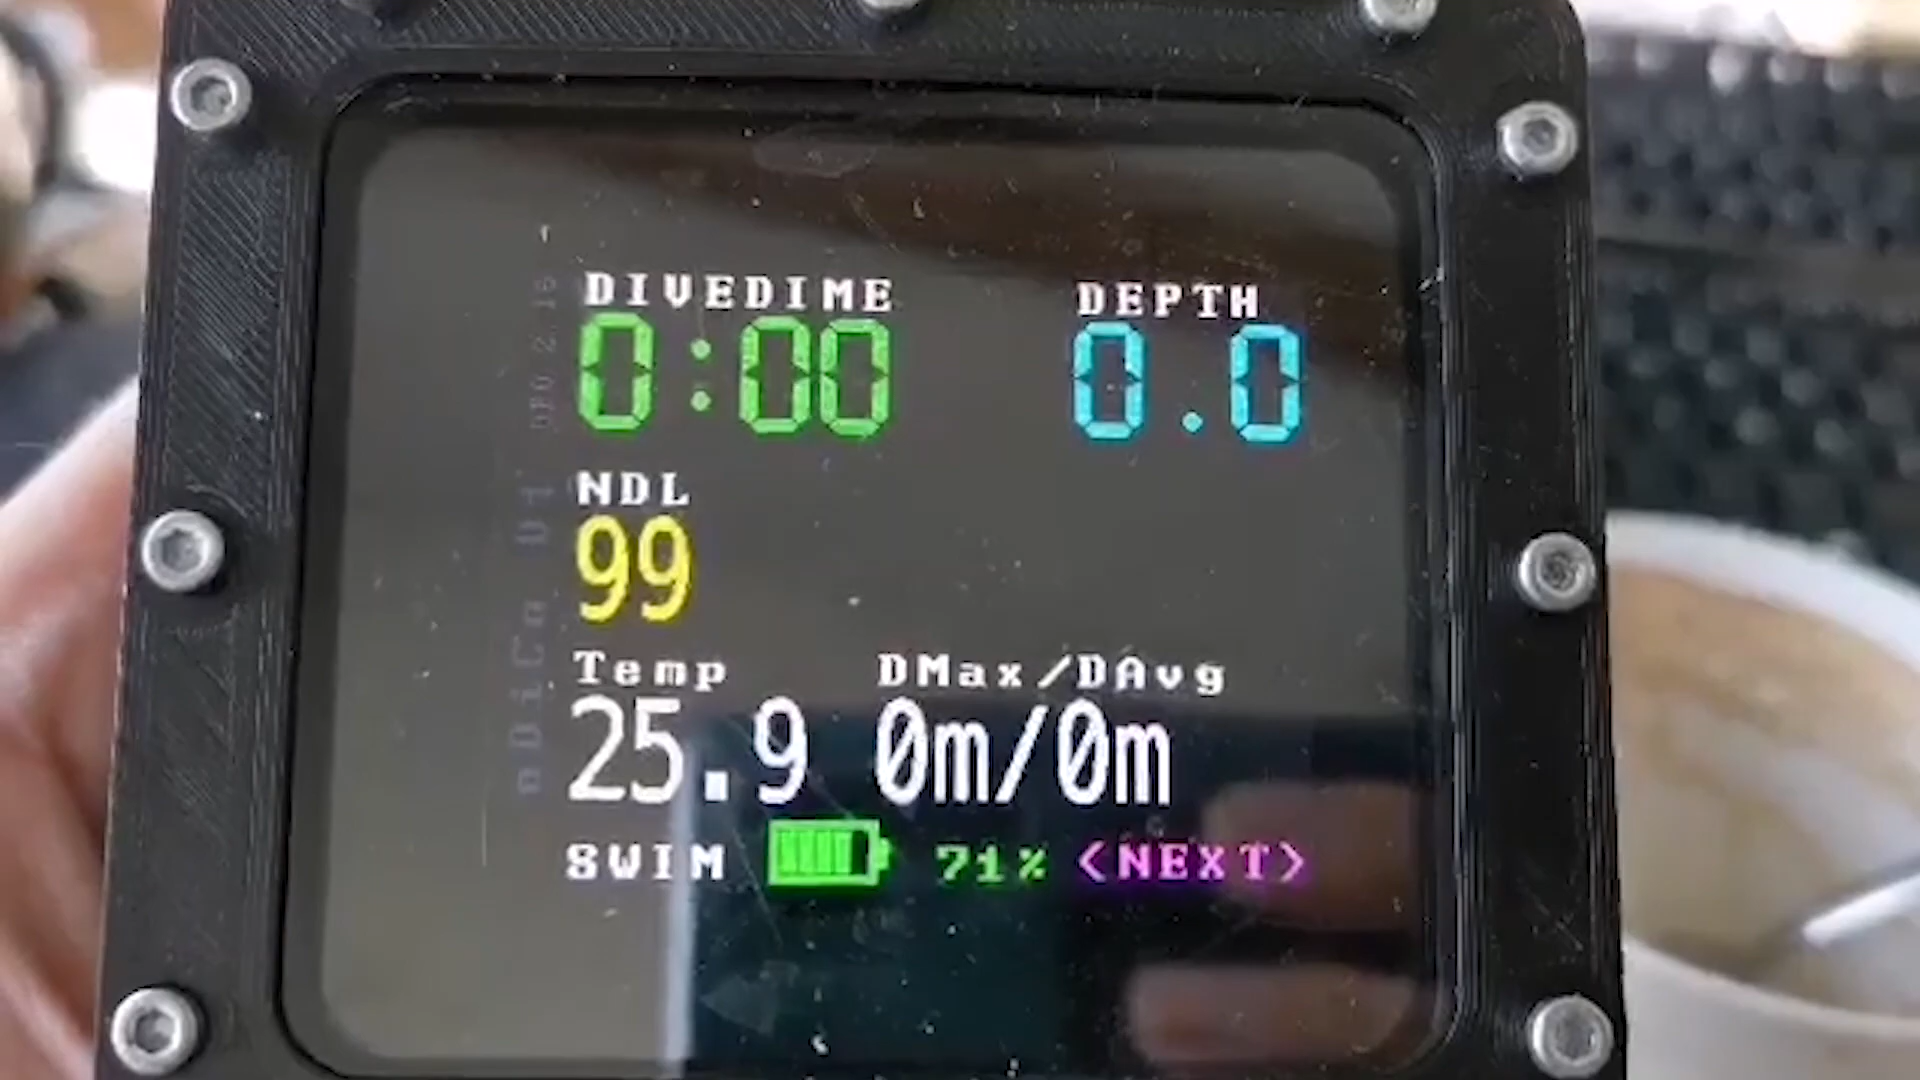 DIVEDIME DEPTH
0:00 0.0
NDL
99
Temp DMax/DAvg
25.9 0m/0m
SWIM 71% <NEXT>